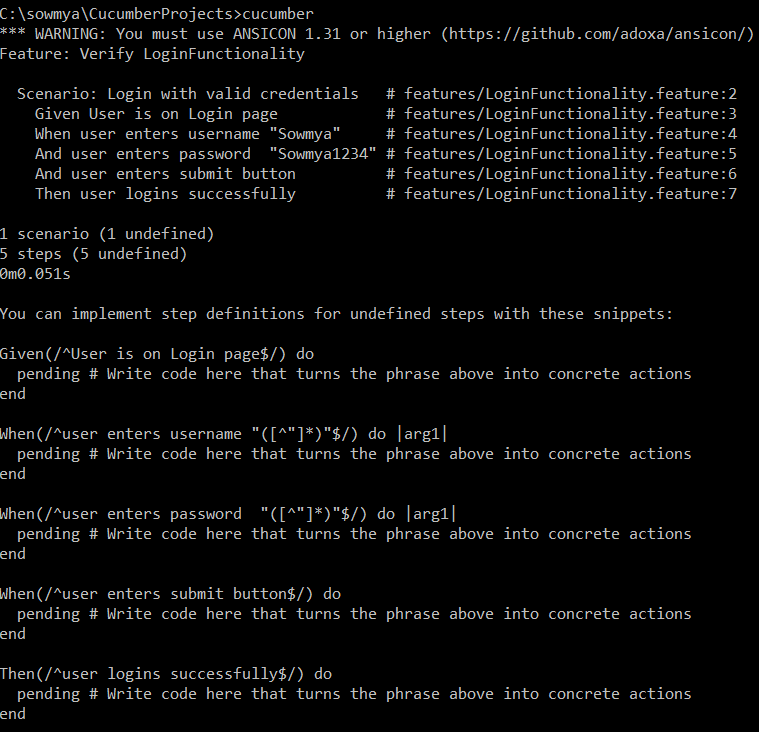 C:\sowmya\CucumberProjects>cucumber
*** WARNING: You must use ANSICON 1.31 or higher (https://github.com/adoxa/ansicon/)
Feature: Verify LoginFunctionality

  Scenario: Login with valid credentials   # features/LoginFunctionality.feature:2
    Given User is on Login page            # features/LoginFunctionality.feature:3
    When user enters username "Sowmya"     # features/LoginFunctionality.feature:4
    And user enters password  "Sowmya1234" # features/LoginFunctionality.feature:5
    And user enters submit button          # features/LoginFunctionality.feature:6
    Then user logins successfully          # features/LoginFunctionality.feature:7

1 scenario (1 undefined)
5 steps (5 undefined)
0m0.051s

You can implement step definitions for undefined steps with these snippets:

Given(/^User is on Login page$/) do
  pending # Write code here that turns the phrase above into concrete actions
end

When(/^user enters username "([^"]*)"$/) do |arg1|
  pending # Write code here that turns the phrase above into concrete actions
end

When(/^user enters password  "([^"]*)"$/) do |arg1|
  pending # Write code here that turns the phrase above into concrete actions
end

When(/^user enters submit button$/) do
  pending # Write code here that turns the phrase above into concrete actions
end

Then(/^user logins successfully$/) do
  pending # Write code here that turns the phrase above into concrete actions
end